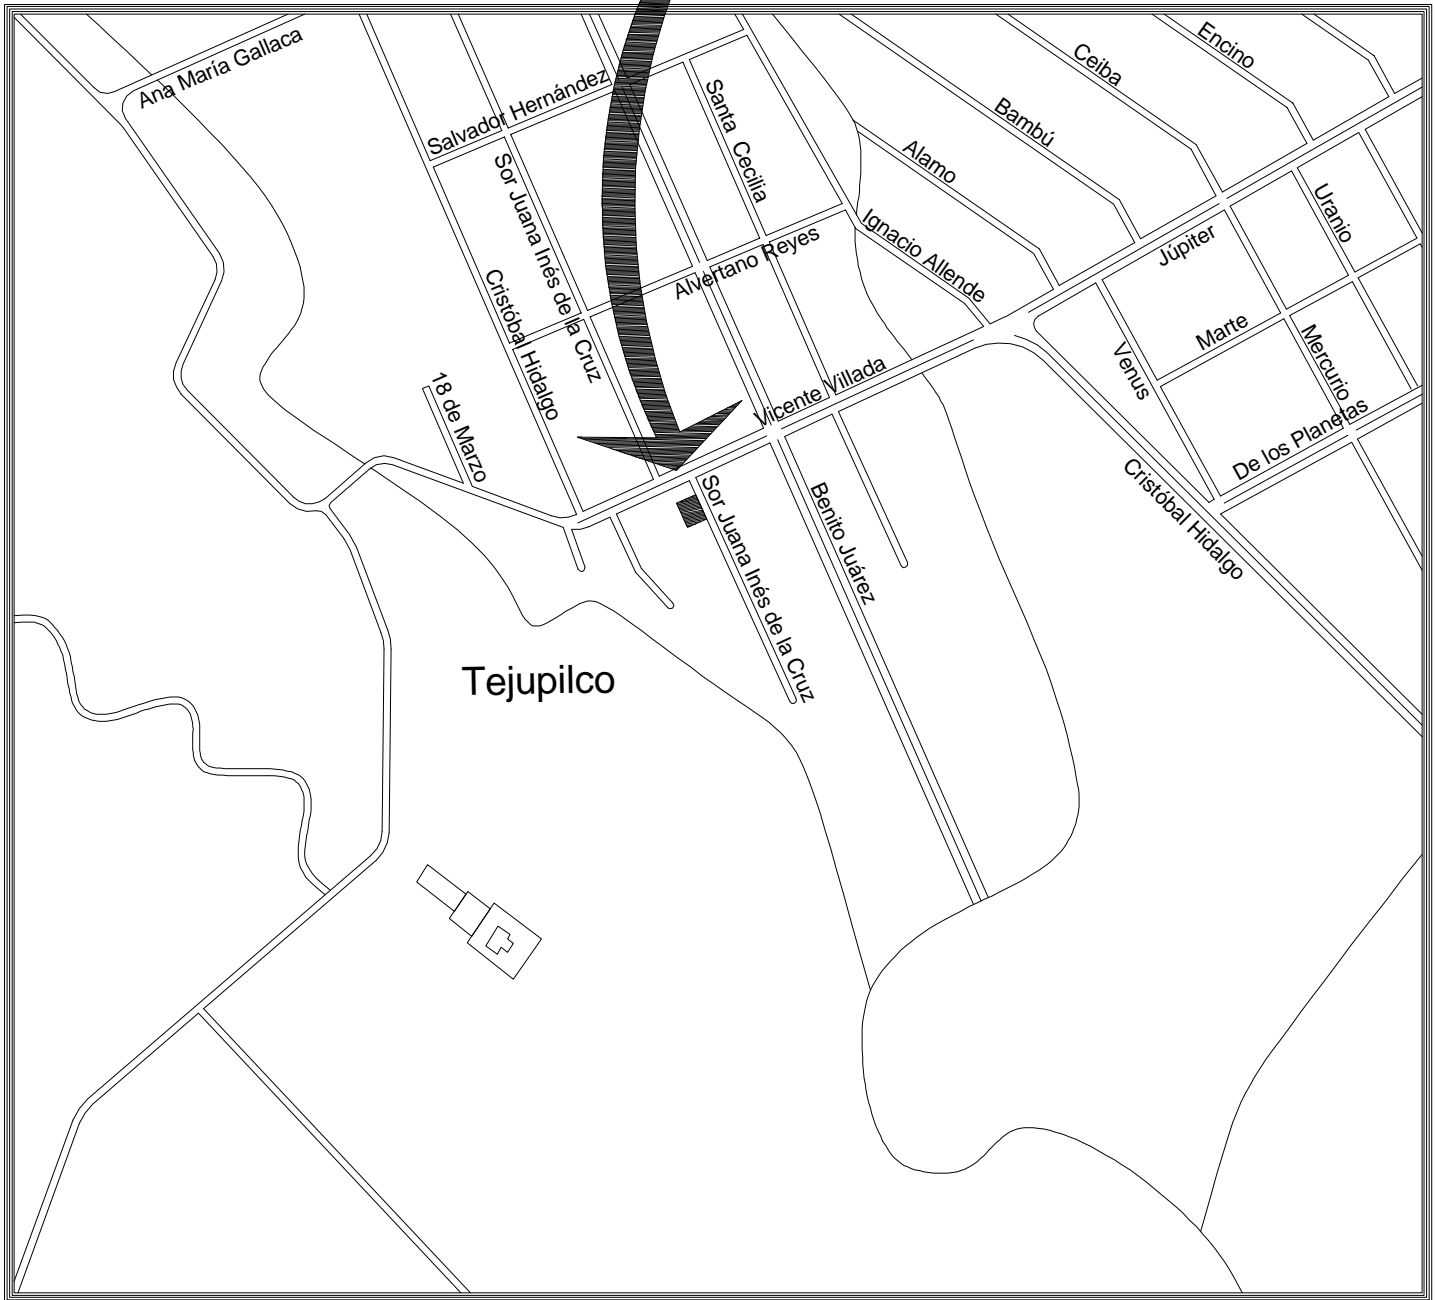 Ana María Gallaca
Salvador Hernández
Sor Juana Inés de la Cruz
Santa Cecilia
Encino
Ceiba
Bambú
Alamo
Ignacio Allende
Júpiter
Uranio
Alvertano Reyes
Cristóbal Hidalgo
18 de Marzo
Vicente Villada
Venus
Marte
Mercurio
De los Planetas
Cristóbal Hidalgo
Sor Juana Inés de la Cruz
Benito Juárez
Tejupilco